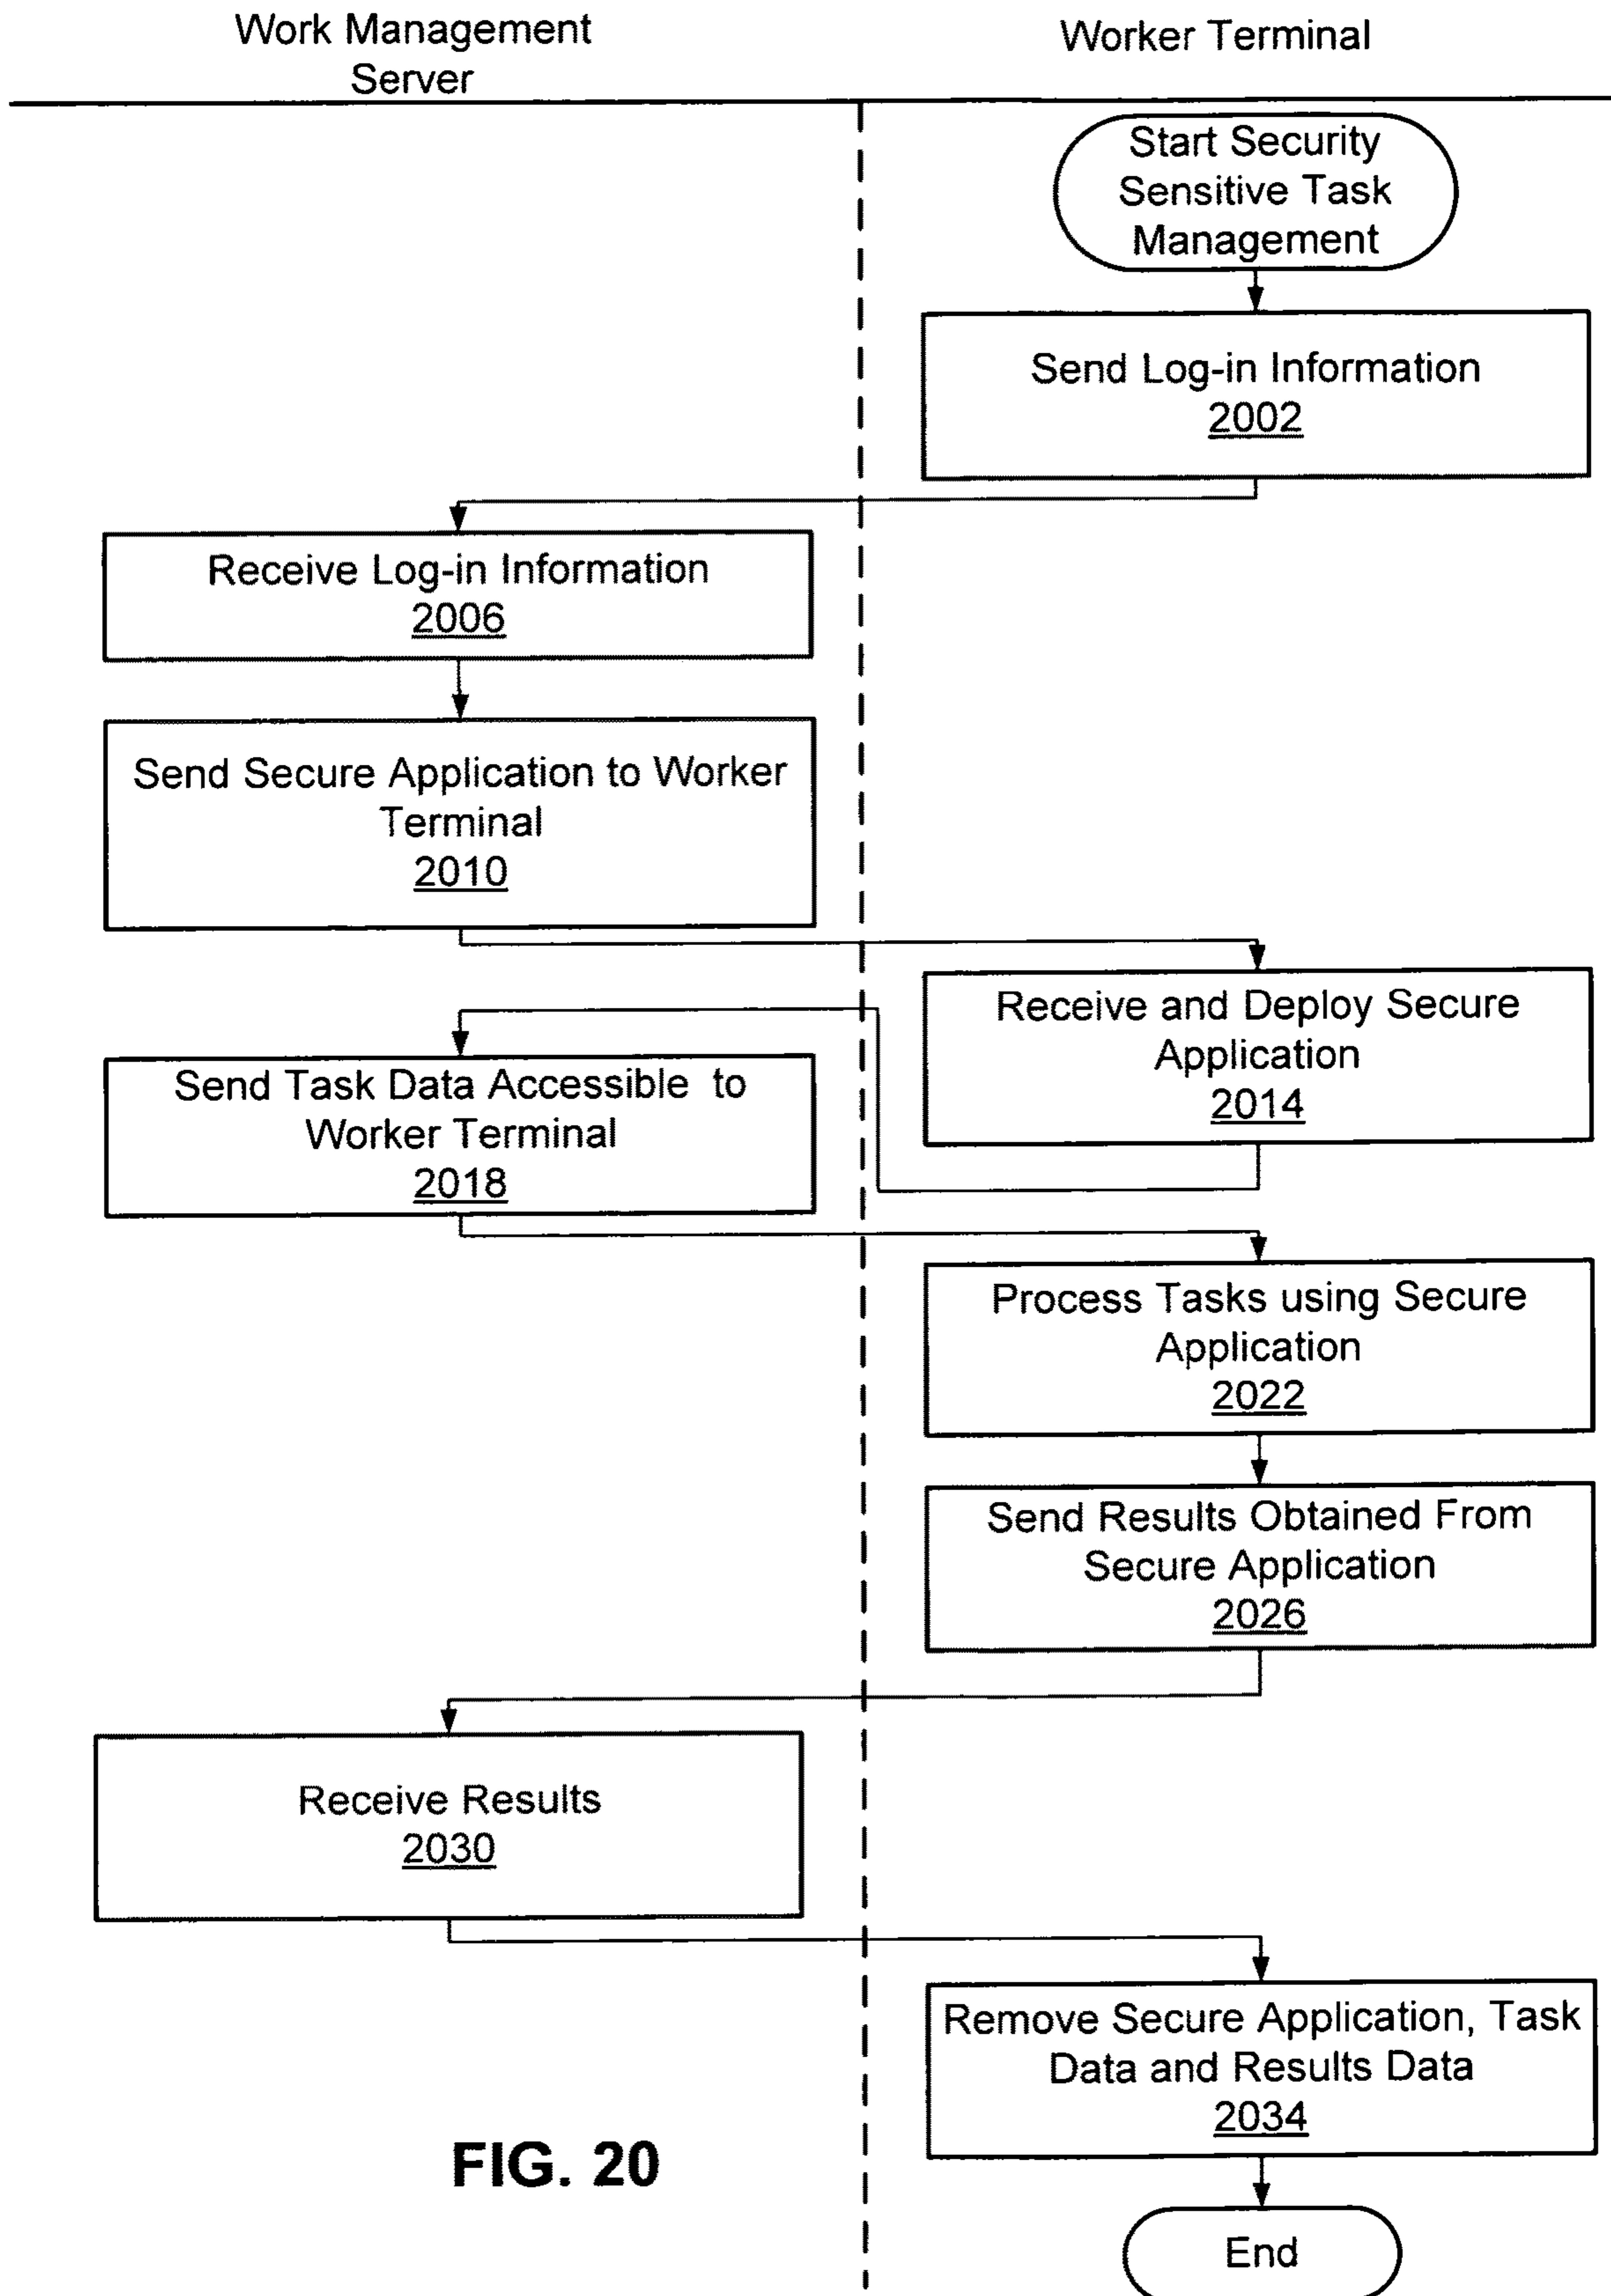 Work Management
Server
Worker Terminal
Start Security
Sensitive Task
Management
Send Log-in Information
2002
Receive Log-in Information
2006
Send Secure Application to Worker
Terminal
2010
Receive and Deploy Secure
Application
2014
Send Task Data Accessible to
Worker Terminal
2018
Process Tasks using Secure
Application
2022
Send Results Obtained From
Secure Application
2026
Receive Results
2030
Remove Secure Application, Task
Data and Results Data
2034
FIG. 20
End